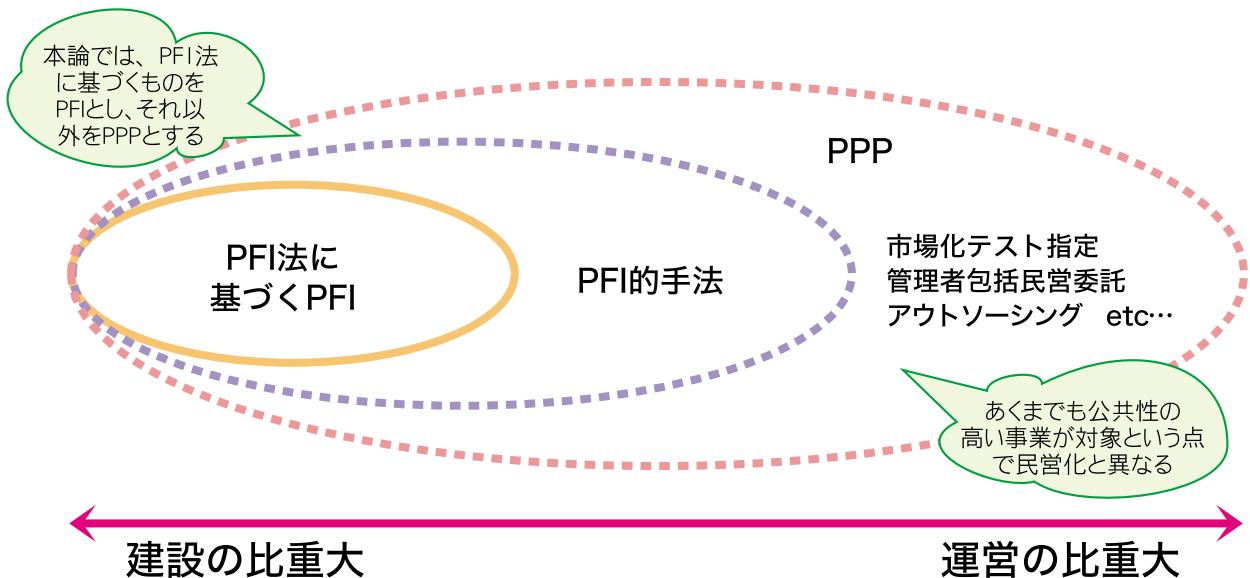 本論では、PFI法
に基づくものを
PFIとし、それ以
外をPPPとする
PPP
PFI法に
基づくPFI
PFI的手法
市場化テスト指定
管理者包括民営委託
アウトソーシング etc…
あくまでも公共性の
高い事業が対象という点
で民営化と異なる
建設の比重大
運営の比重大